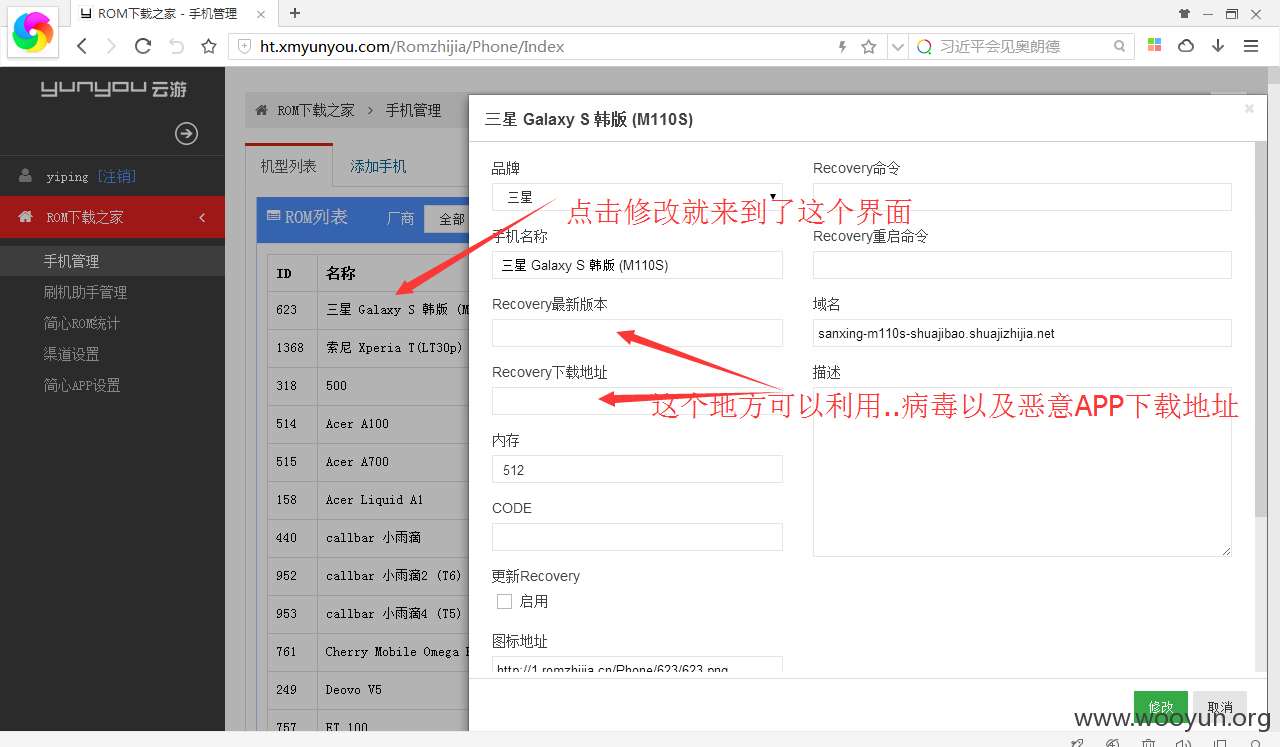 ROM下载之家 - 手机管理
ht.xmyunyou.com/Romzhijia/Phone/Index
习近平会见奥朗德
yunyou 云游
yiping [注销]
ROM下载之家
手机管理
刷机助手管理
简心ROM统计
渠道设置
简心APP设置
ROM下载之家 > 手机管理
机型列表 添加手机
ROM列表 厂商 全部
ID 名称
623 三星 Galaxy S 韩版 (M
1368 索尼 Xperia T(LT30p)
318 500
514 Acer A100
515 Acer A700
158 Acer Liquid A1
440 callbar 小雨滴
952 callbar 小雨滴2 (T6)
953 callbar 小雨滴4 (T5)
761 Cherry Mobile Omega
249 Deovo V5
757 ET 100
三星 Galaxy S 韩版 (M110S)
品牌
三星
手机名称
三星 Galaxy S 韩版 (M110S)
Recovery最新版本
Recovery下载地址
内存
512
CODE
更新Recovery
启用
图标地址
http://1.romzhijia.cn/Phone/623/623.png
Recovery命令
Recovery重启命令
域名
sanxing-m110s-shuajibao.shuajizhijia.net
描述
点击修改就来到了这个界面
这个地方可以利用..病毒以及恶意APP下载地址
修改 取消
www.wooyun.org